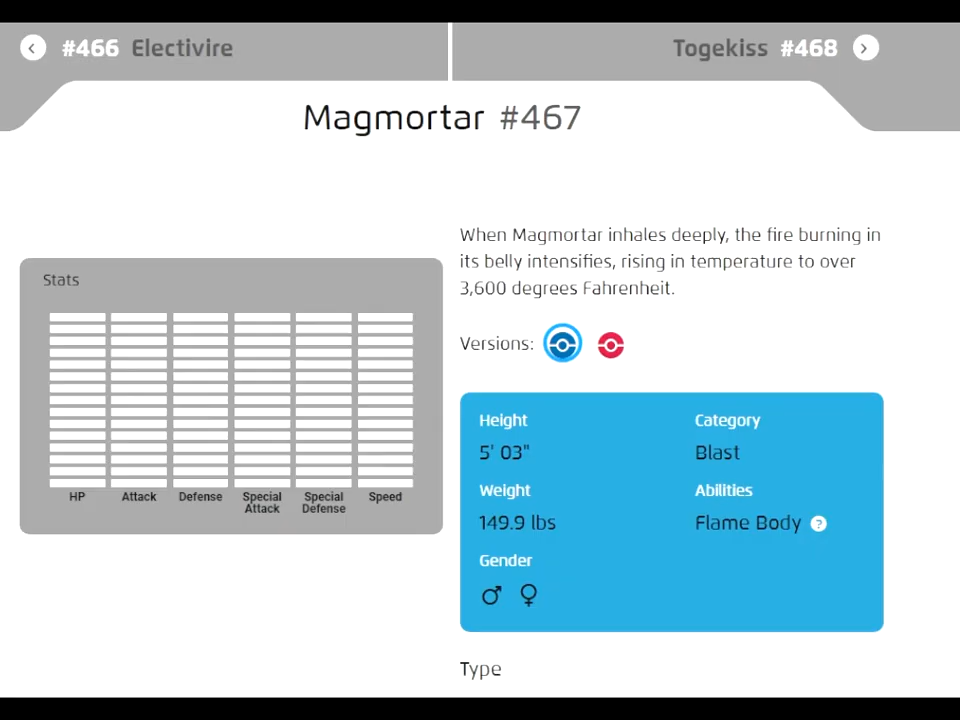 #466 Electivire
Togekiss #468
Magmortar #467
When Magmortar inhales deeply, the fire burning in
its belly intensifies, rising in temperature to over
3,600 degrees Fahrenheit.
Versions:
Stats
HP Attack Defense Special Attack Special Defense Speed
Height
5' 03"
Category
Blast
Weight
149.9 lbs
Abilities
Flame Body ?
Gender
♂ ♀
Type